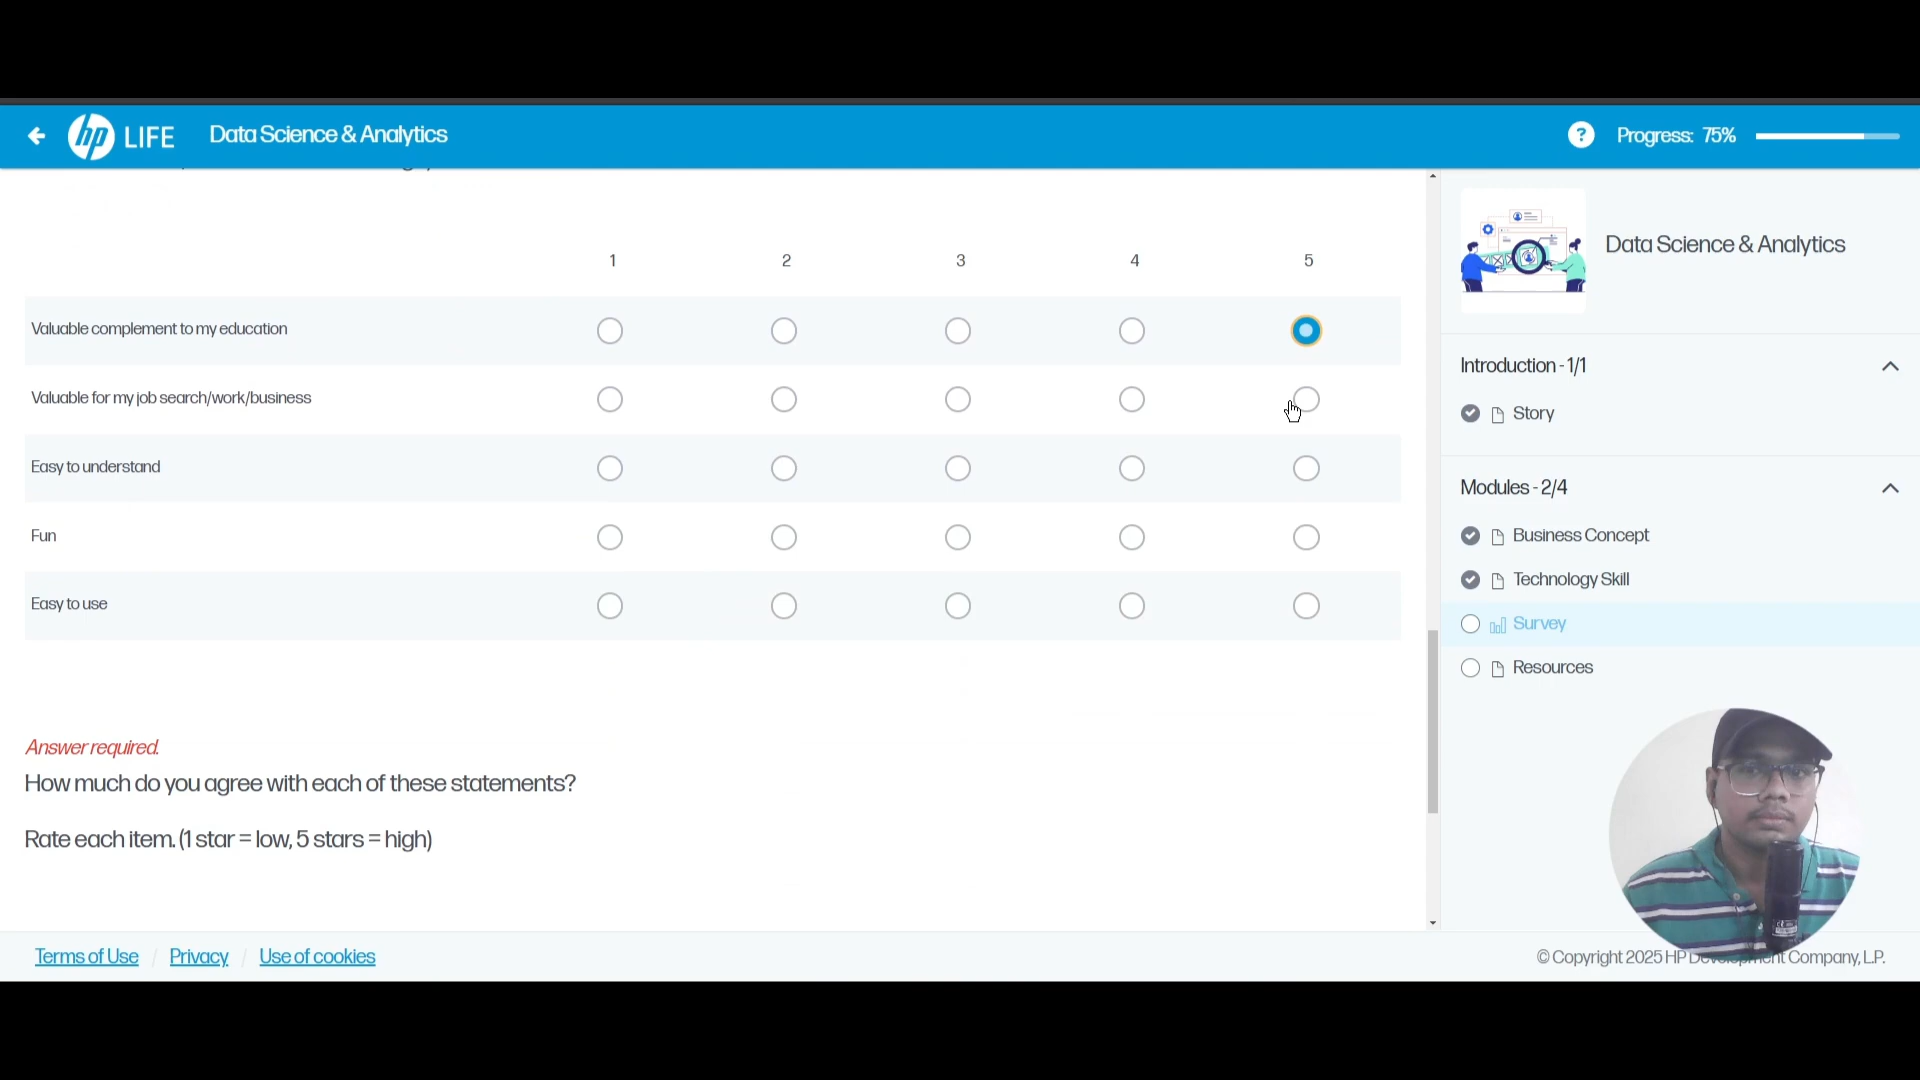 hp LIFE Data Science & Analytics ? Progress: 75%
1 2 3 4 5
Valuable complement to my education
Valuable for my job search/work/business
Easy to understand
Fun
Easy to use
Answer required.
How much do you agree with each of these statements?
Rate each item. (1 star = low, 5 stars = high)
Data Science & Analytics
Introduction - 1/1
Story
Modules - 2/4
Business Concept
Technology Skill
Survey
Resources
Terms of Use / Privacy / Use of cookies
© Copyright 2025 HP Development Company, L.P.